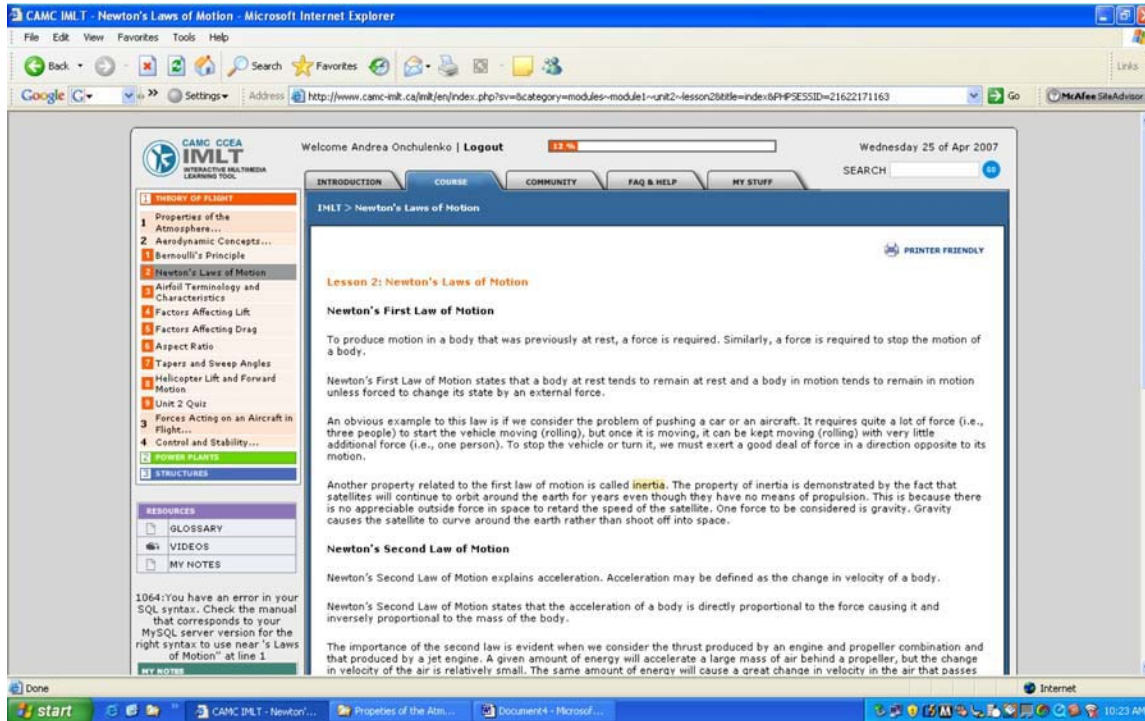 CAMC IMLT - Newton's Laws of Motion - Microsoft Internet Explorer
File Edit View Favorites Tools Help
Back Search Favorites
Links
Google Settings Address http://www.camc-imlt.ca/imlt/en/index.php?sv=&category=modules~module1~unit2~lesson2&title=index&PHPSESSID=21622171163 Go McAfee SiteAdvisor
CAMC CCEA
IMLT
INTERACTIVE MULTIMEDIA
LEARNING TOOL
Welcome Andrea Onchulenko | Logout 12 % Wednesday 25 of Apr 2007
SEARCH GO
INTRODUCTION COURSE COMMUNITY FAQ & HELP MY STUFF
IMLT > Newton's Laws of Motion
1 THEORY OF FLIGHT
1 Properties of the
Atmosphere...
2 Aerodynamic Concepts...
1 Bernoulli's Principle
2 Newton's Laws of Motion
3 Airfoil Terminology and
Characteristics
4 Factors Affecting Lift
5 Factors Affecting Drag
6 Aspect Ratio
7 Tapers and Sweep Angles
8 Helicopter Lift and Forward
Motion
9 Unit 2 Quiz
3 Forces Acting on an Aircraft in
Flight...
4 Control and Stability...
2 POWER PLANTS
3 STRUCTURES
RESOURCES
GLOSSARY
VIDEOS
MY NOTES
1064:You have an error in your
SQL syntax. Check the manual
that corresponds to your
MySQL server version for the
right syntax to use near 's Laws
of Motion" at line 1
MY NOTES
PRINTER FRIENDLY
Lesson 2: Newton's Laws of Motion
Newton's First Law of Motion
To produce motion in a body that was previously at rest, a force is required. Similarly, a force is required to stop the motion of
a body.
Newton's First Law of Motion states that a body at rest tends to remain at rest and a body in motion tends to remain in motion
unless forced to change its state by an external force.
An obvious example to this law is if we consider the problem of pushing a car or an aircraft. It requires quite a lot of force (i.e.,
three people) to start the vehicle moving (rolling), but once it is moving, it can be kept moving (rolling) with very little
additional force (i.e., one person). To stop the vehicle or turn it, we must exert a good deal of force in a direction opposite to its
motion.
Another property related to the first law of motion is called inertia. The property of inertia is demonstrated by the fact that
satellites will continue to orbit around the earth for years even though they have no means of propulsion. This is because there
is no appreciable outside force in space to retard the speed of the satellite. One force to be considered is gravity. Gravity
causes the satellite to curve around the earth rather than shoot off into space.
Newton's Second Law of Motion
Newton's Second Law of Motion explains acceleration. Acceleration may be defined as the change in velocity of a body.
Newton's Second Law of Motion states that the acceleration of a body is directly proportional to the force causing it and
inversely proportional to the mass of the body.
The importance of the second law is evident when we consider the thrust produced by an engine and propeller combination and
that produced by a jet engine. A given amount of energy will accelerate a large mass of air behind a propeller, but the change
in velocity of the air is relatively small. The same amount of energy will cause a great change in velocity in the air that passes
Done Internet
start CAMC IMLT - Newton'... Propeties of the Atm... Document4 - Microsof... 10:23 AM